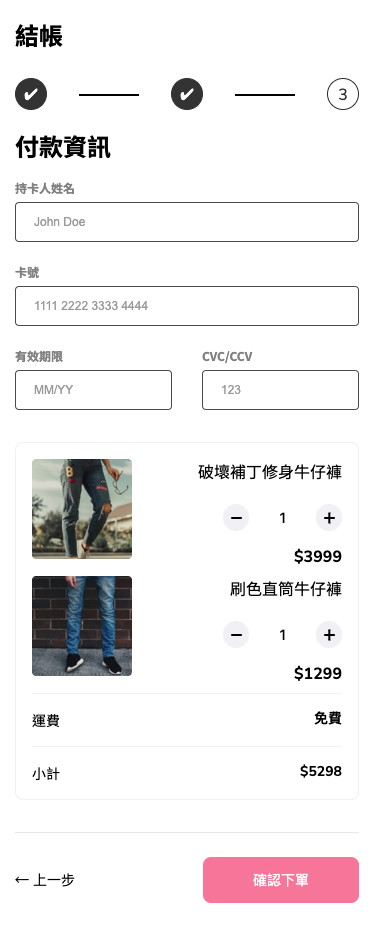 結帳
✔ ✔ 3
付款資訊
持卡人姓名
John Doe
卡號
1111 2222 3333 4444
有效期限 CVC/CCV
MM/YY 123
破壞補丁修身牛仔褲
− 1 +
$3999
刷色直筒牛仔褲
− 1 +
$1299
運費 免費
小計 $5298
← 上一步 確認下單